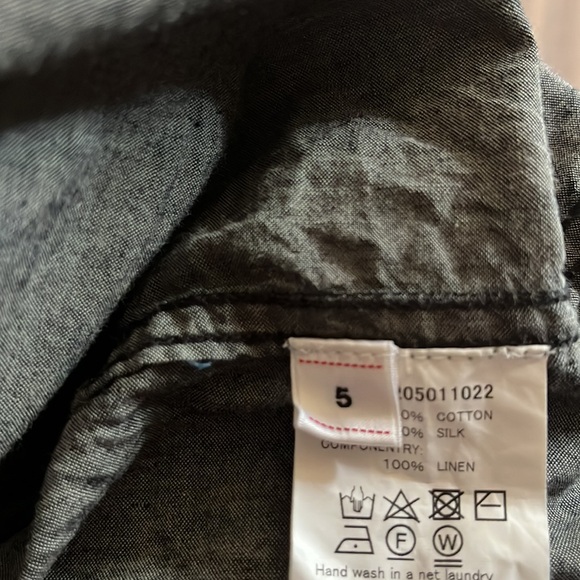 5
205011022
0% COTTON
0% SILK
COMPONENTRY:
100% LINEN
F
W
Hand wash in a net laundry